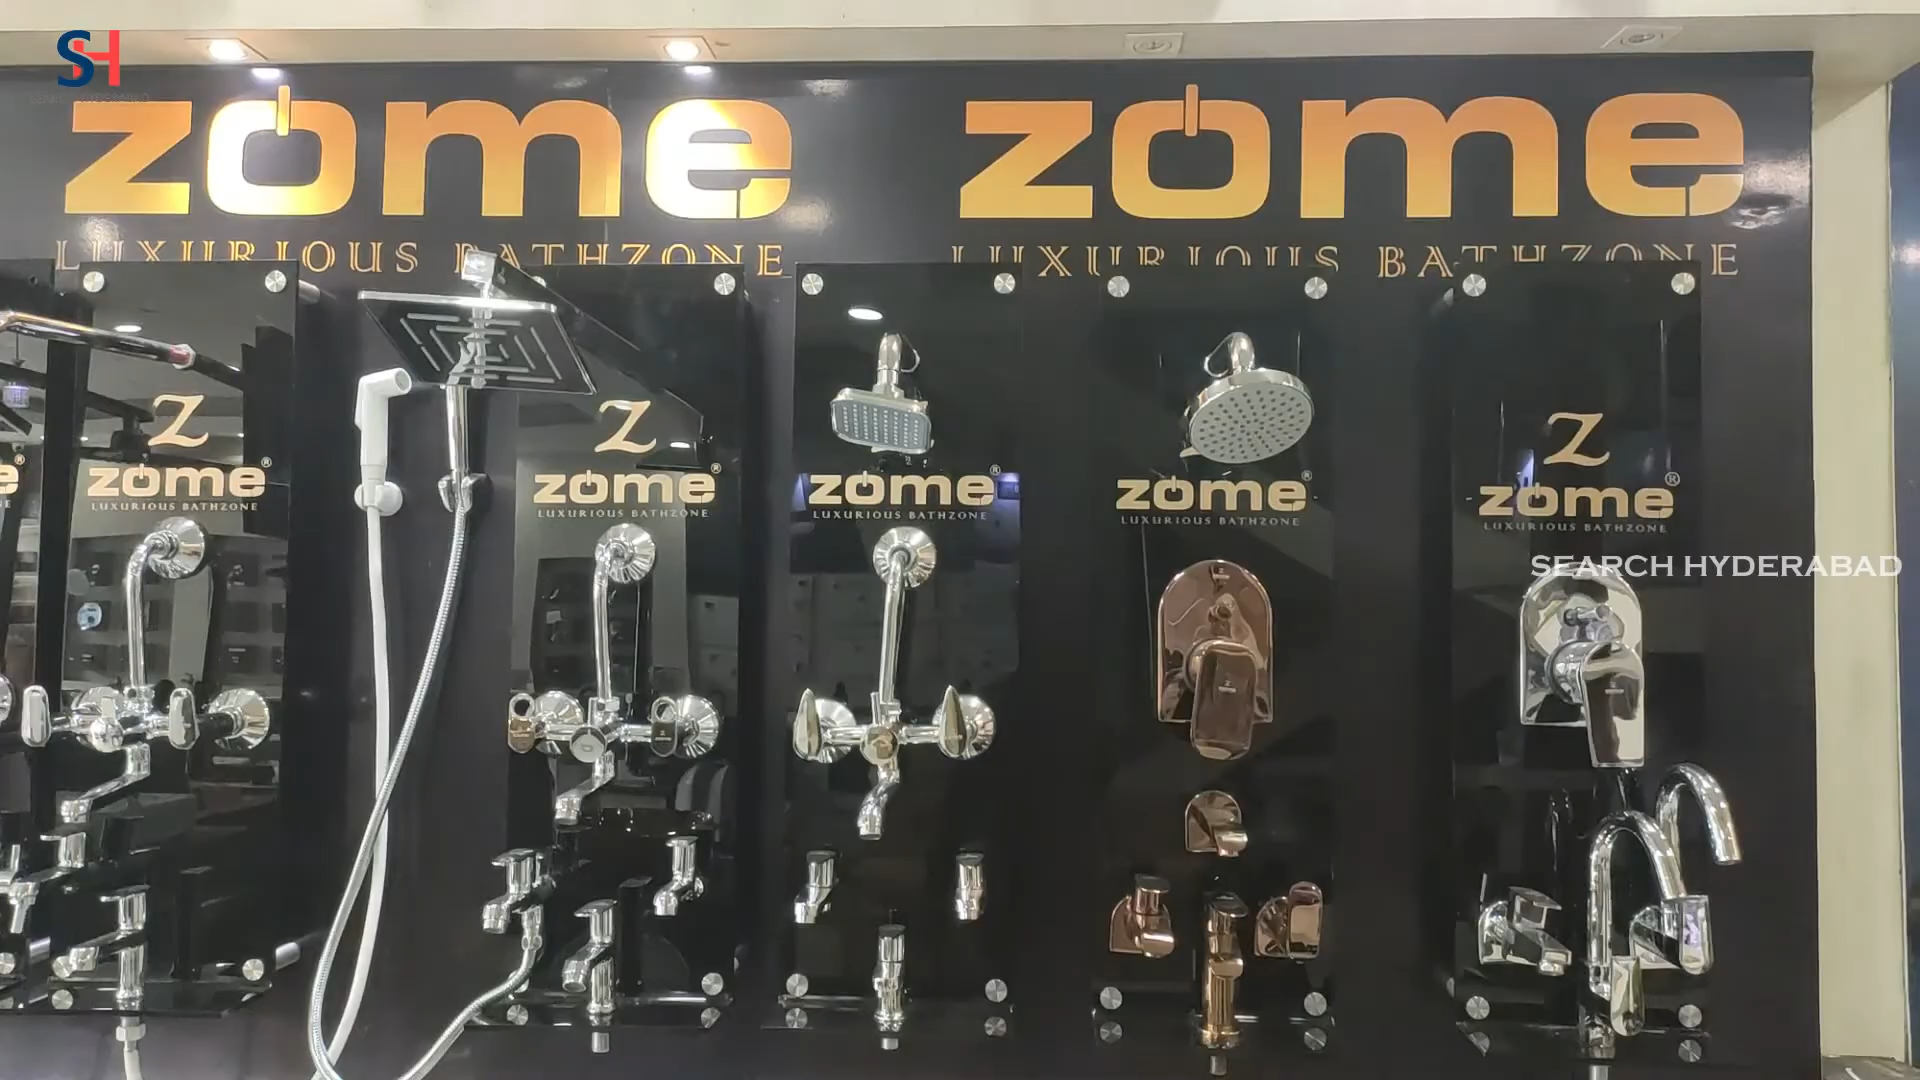 SH
zome zome
LUXURIOUS BATHZONE LUXURIOUS BATHZONE
Z
zome®
LUXURIOUS BATHZONE
Z
zome®
LUXURIOUS BATHZONE
zome®
LUXURIOUS BATHZONE
zome®
LUXURIOUS BATHZONE
Z
zome®
LUXURIOUS BATHZONE
SEARCH HYDERABAD